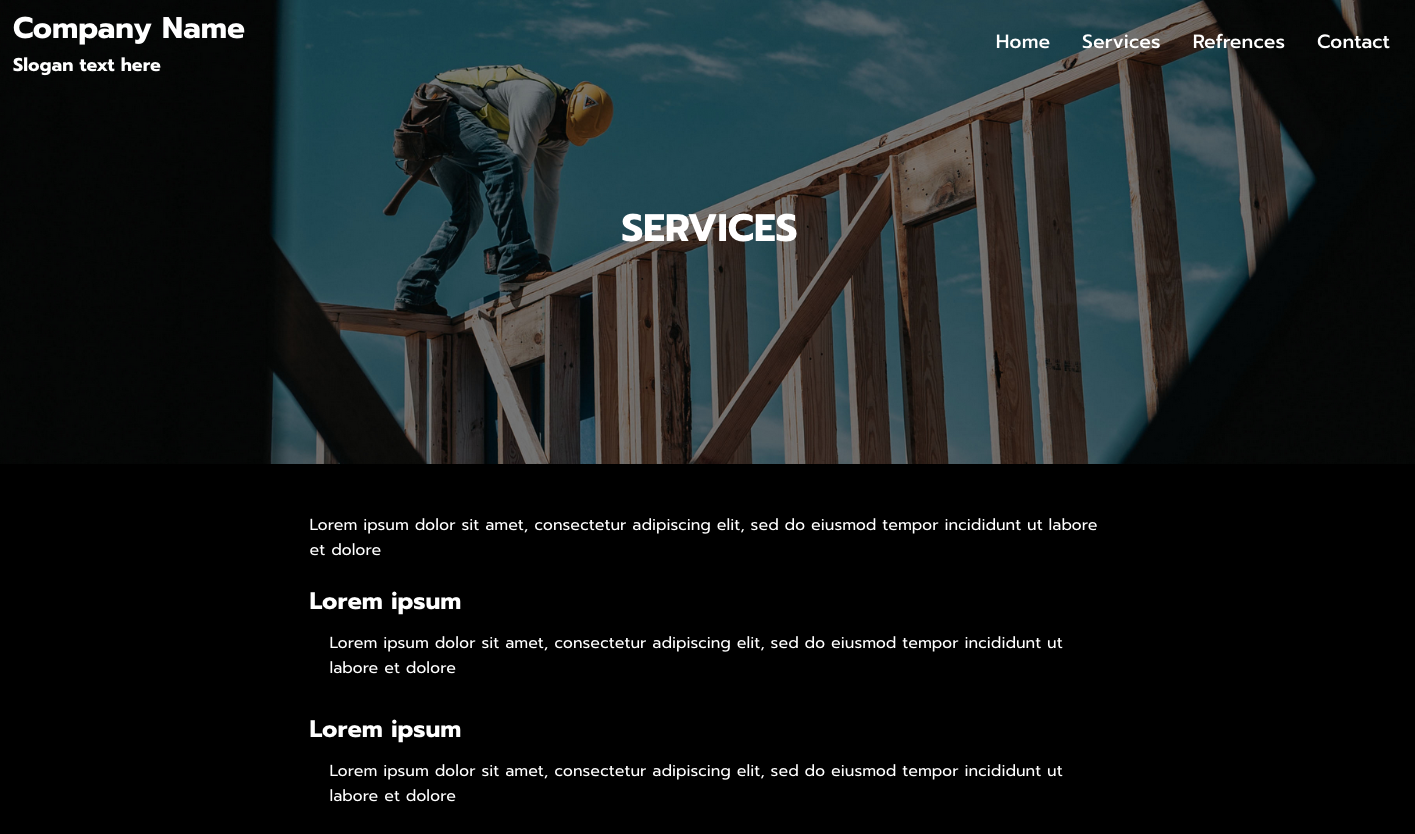 Company Name
Slogan text here
Home Services Refrences Contact
SERVICES
Lorem ipsum dolor sit amet, consectetur adipiscing elit, sed do eiusmod tempor incididunt ut labore
et dolore
Lorem ipsum
Lorem ipsum dolor sit amet, consectetur adipiscing elit, sed do eiusmod tempor incididunt ut
labore et dolore
Lorem ipsum
Lorem ipsum dolor sit amet, consectetur adipiscing elit, sed do eiusmod tempor incididunt ut
labore et dolore